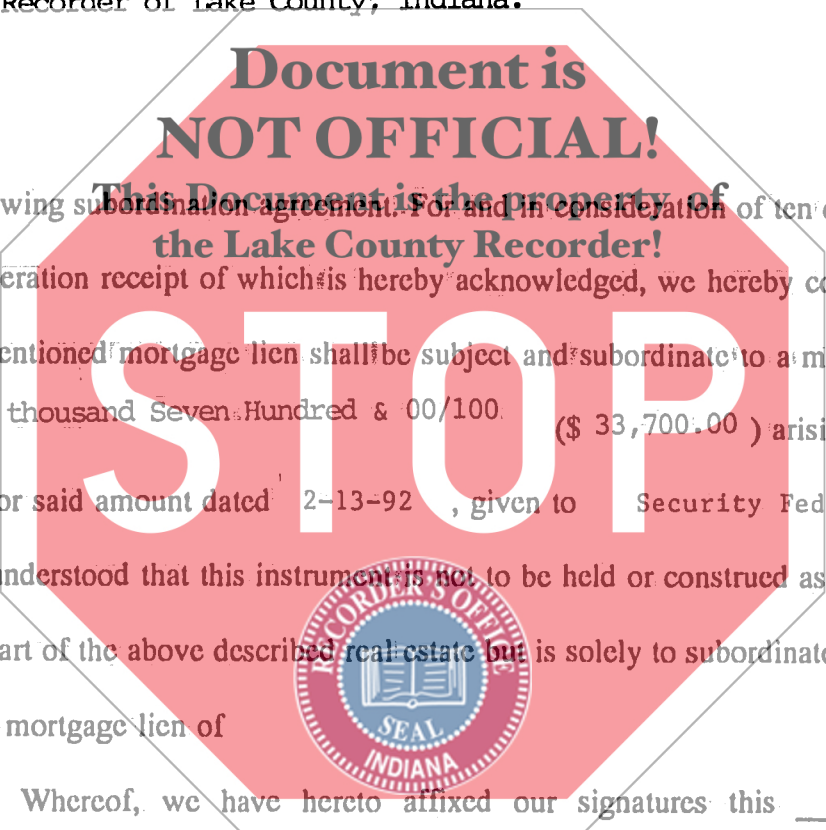 Recorder of Lake County, Indiana.
Document is
NOT OFFICIAL!
This Document is the property of
wing subordination agreement. For and in consideration of ten
the Lake County Recorder!
eration receipt of which is hereby acknowledged, we hereby
entioned mortgage lien shall be subject and subordinate to a
thousand Seven Hundred & 00/100 ($ 33,700.00 ) arisi
STOP
or said amount dated 2-13-92 , given to Security Fed
nderstood that this instrument is not to be held or construed as
RECORDER'S OFFICE
art of the above described real estate but is solely to subordinate
SEAL
mortgage lien of
INDIANA
Whereof, we have hereto affixed our signatures this